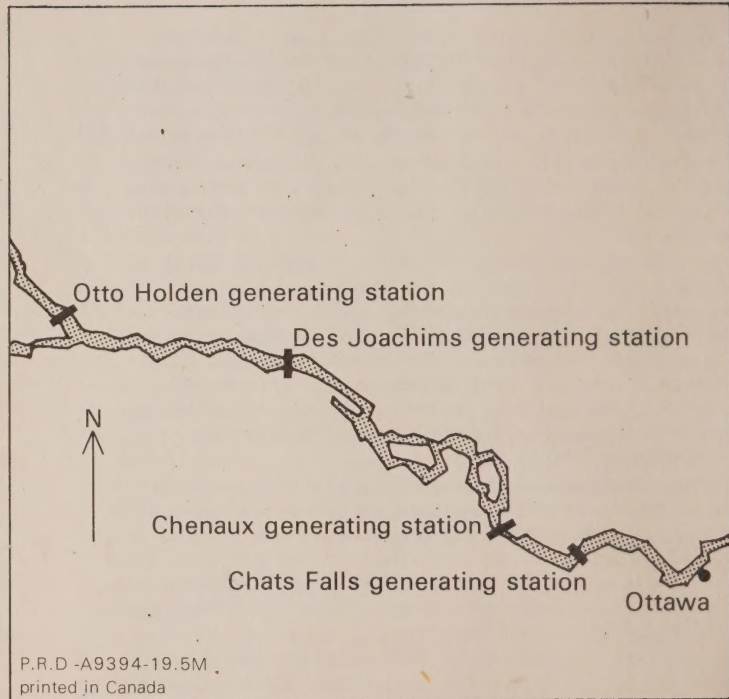 Otto Holden generating station
Des Joachims generating station
N
Chenaux generating station
Chats Falls generating station
Ottawa
P.R.D -A9394-19.5M
printed in Canada